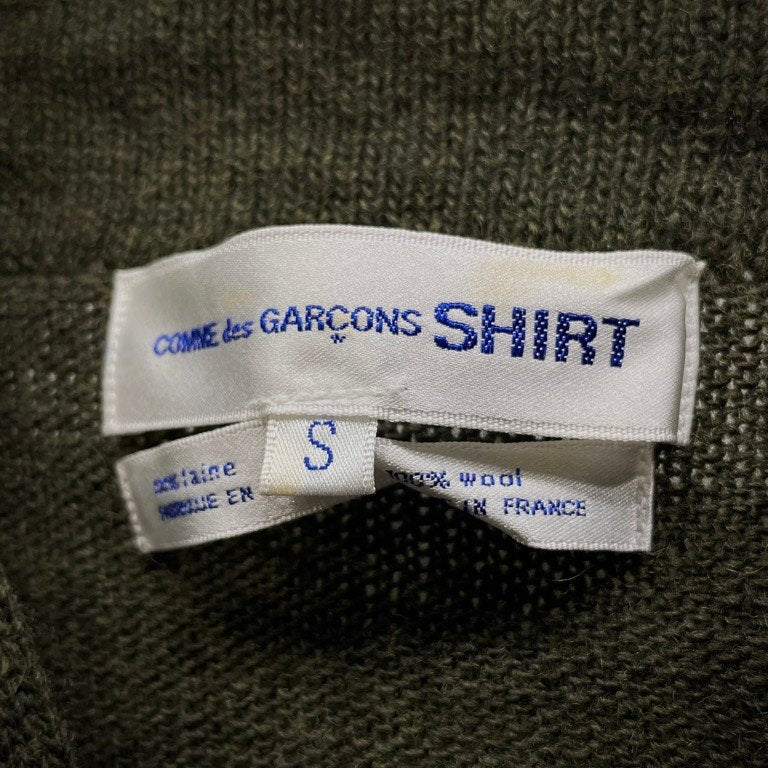 COMME des GARÇONS SHIRT
S
laine
100% wool
EN
IN FRANCE